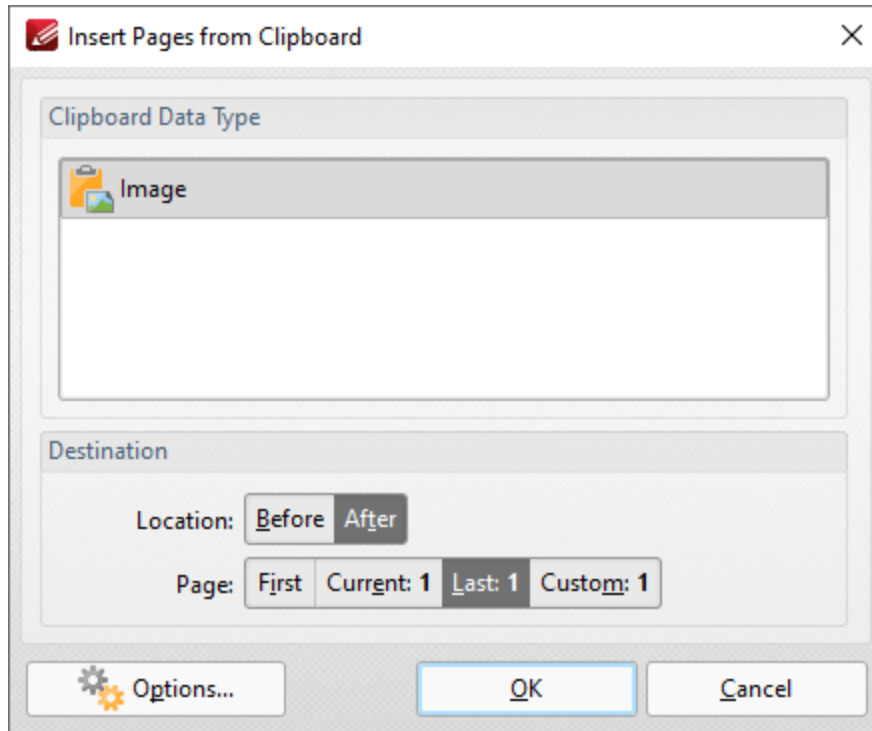 Insert Pages from Clipboard
Clipboard Data Type
Image
Destination
Location: Before After
Page: First Current: 1 Last: 1 Custom: 1
Options... OK Cancel